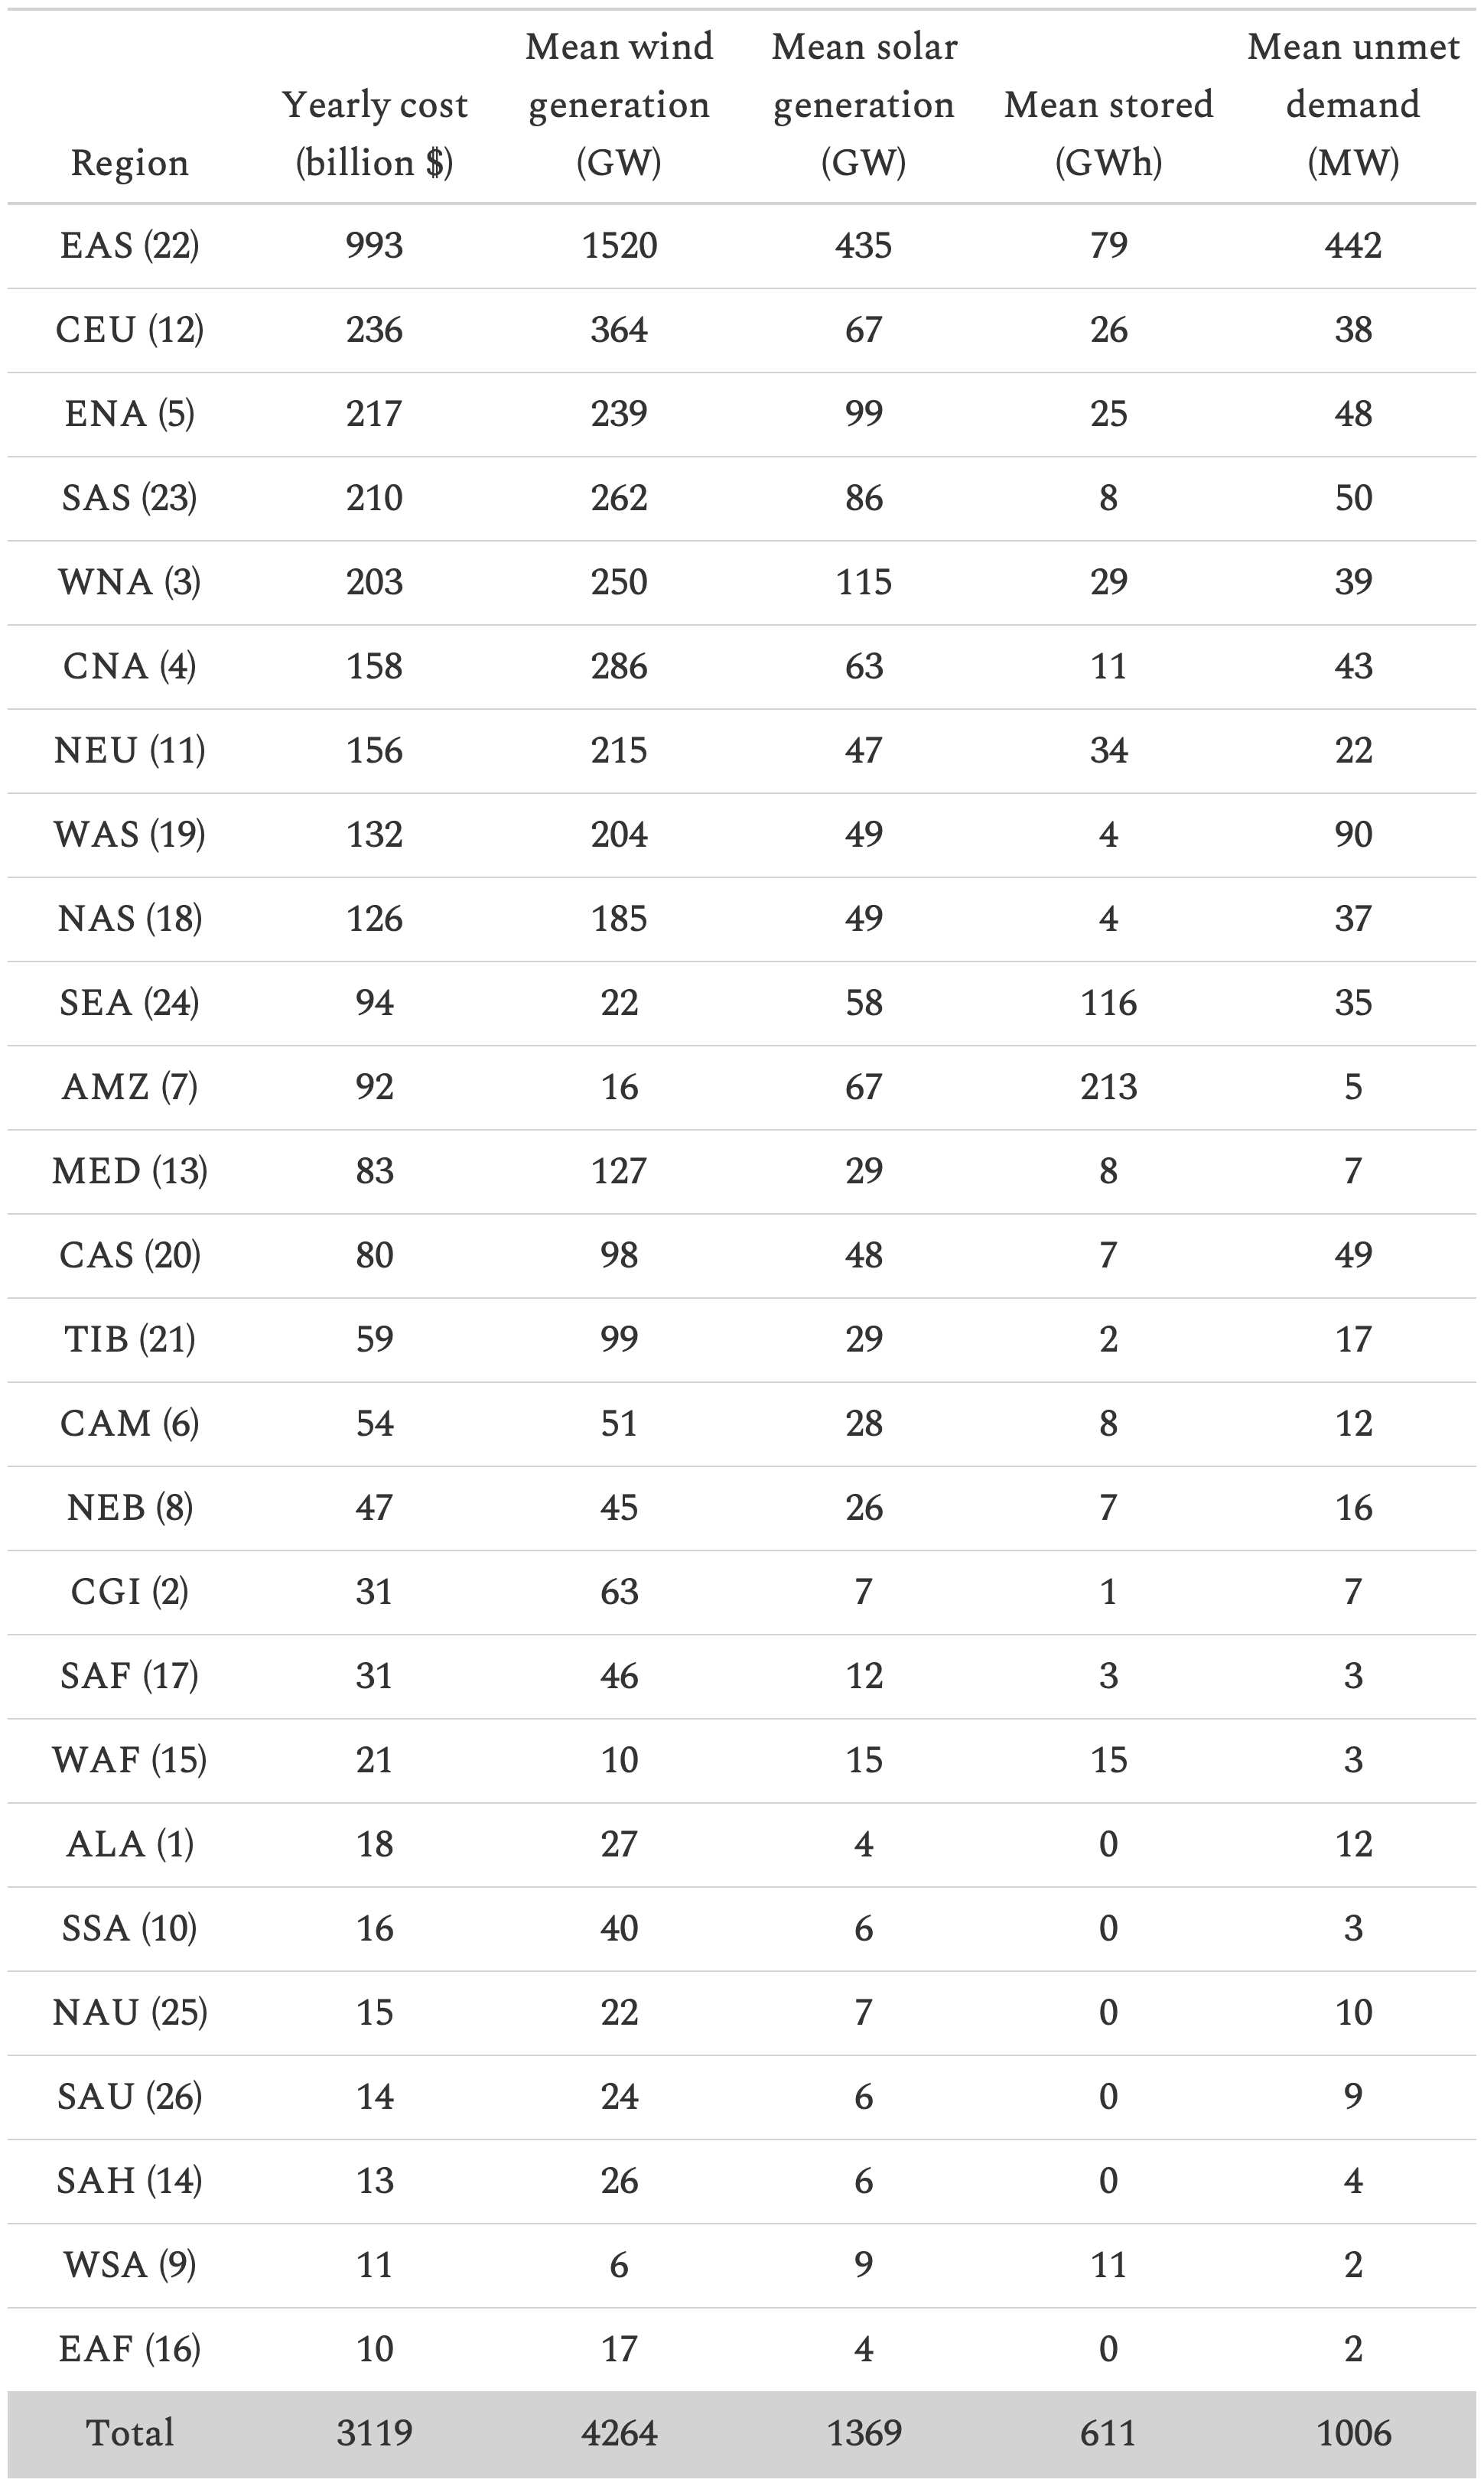 Region Yearly cost (billion $) Mean wind generation (GW) Mean solar generation (GW) Mean stored (GWh) Mean unmet demand (MW)
EAS (22) 993 1520 435 79 442
CEU (12) 236 364 67 26 38
ENA (5) 217 239 99 25 48
SAS (23) 210 262 86 8 50
WNA (3) 203 250 115 29 39
CNA (4) 158 286 63 11 43
NEU (11) 156 215 47 34 22
WAS (19) 132 204 49 4 90
NAS (18) 126 185 49 4 37
SEA (24) 94 22 58 116 35
AMZ (7) 92 16 67 213 5
MED (13) 83 127 29 8 7
CAS (20) 80 98 48 7 49
TIB (21) 59 99 29 2 17
CAM (6) 54 51 28 8 12
NEB (8) 47 45 26 7 16
CGI (2) 31 63 7 1 7
SAF (17) 31 46 12 3 3
WAF (15) 21 10 15 15 3
ALA (1) 18 27 4 0 12
SSA (10) 16 40 6 0 3
NAU (25) 15 22 7 0 10
SAU (26) 14 24 6 0 9
SAH (14) 13 26 6 0 4
WSA (9) 11 6 9 11 2
EAF (16) 10 17 4 0 2
Total 3119 4264 1369 611 1006